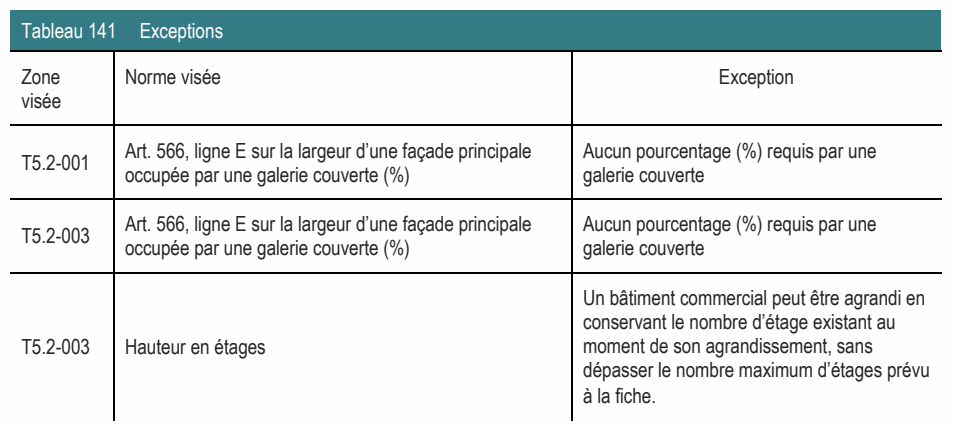 Tableau 141 Exceptions
Zone
visée
Norme visée
Exception
T5.2-001
Art. 566, ligne E sur la largeur d’une façade principale
occupée par une galerie couverte (%)
Aucun pourcentage (%) requis par une
galerie couverte
T5.2-003
Art. 566, ligne E sur la largeur d’une façade principale
occupée par une galerie couverte (%)
Aucun pourcentage (%) requis par une
galerie couverte
T5.2-003
Hauteur en étages
Un bâtiment commercial peut être agrandi en
conservant le nombre d’étage existant au
moment de son agrandissement, sans
dépasser le nombre maximum d’étages prévu
à la fiche.